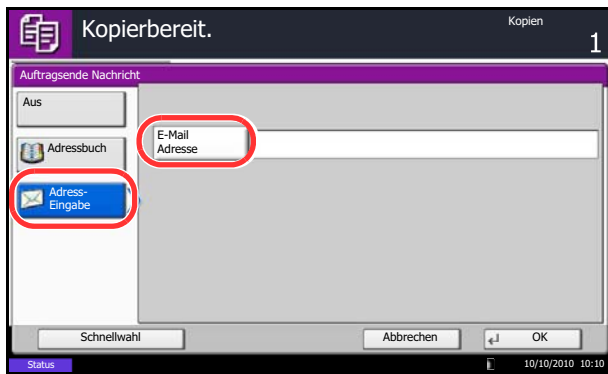 Kopierbereit.
Kopien
1
Auftragsende Nachricht
Aus
Adressbuch
Adress-
Eingabe
E-Mail
Adresse
Schnellwahl
Abbrechen
OK
Status
10/10/2010 10:10